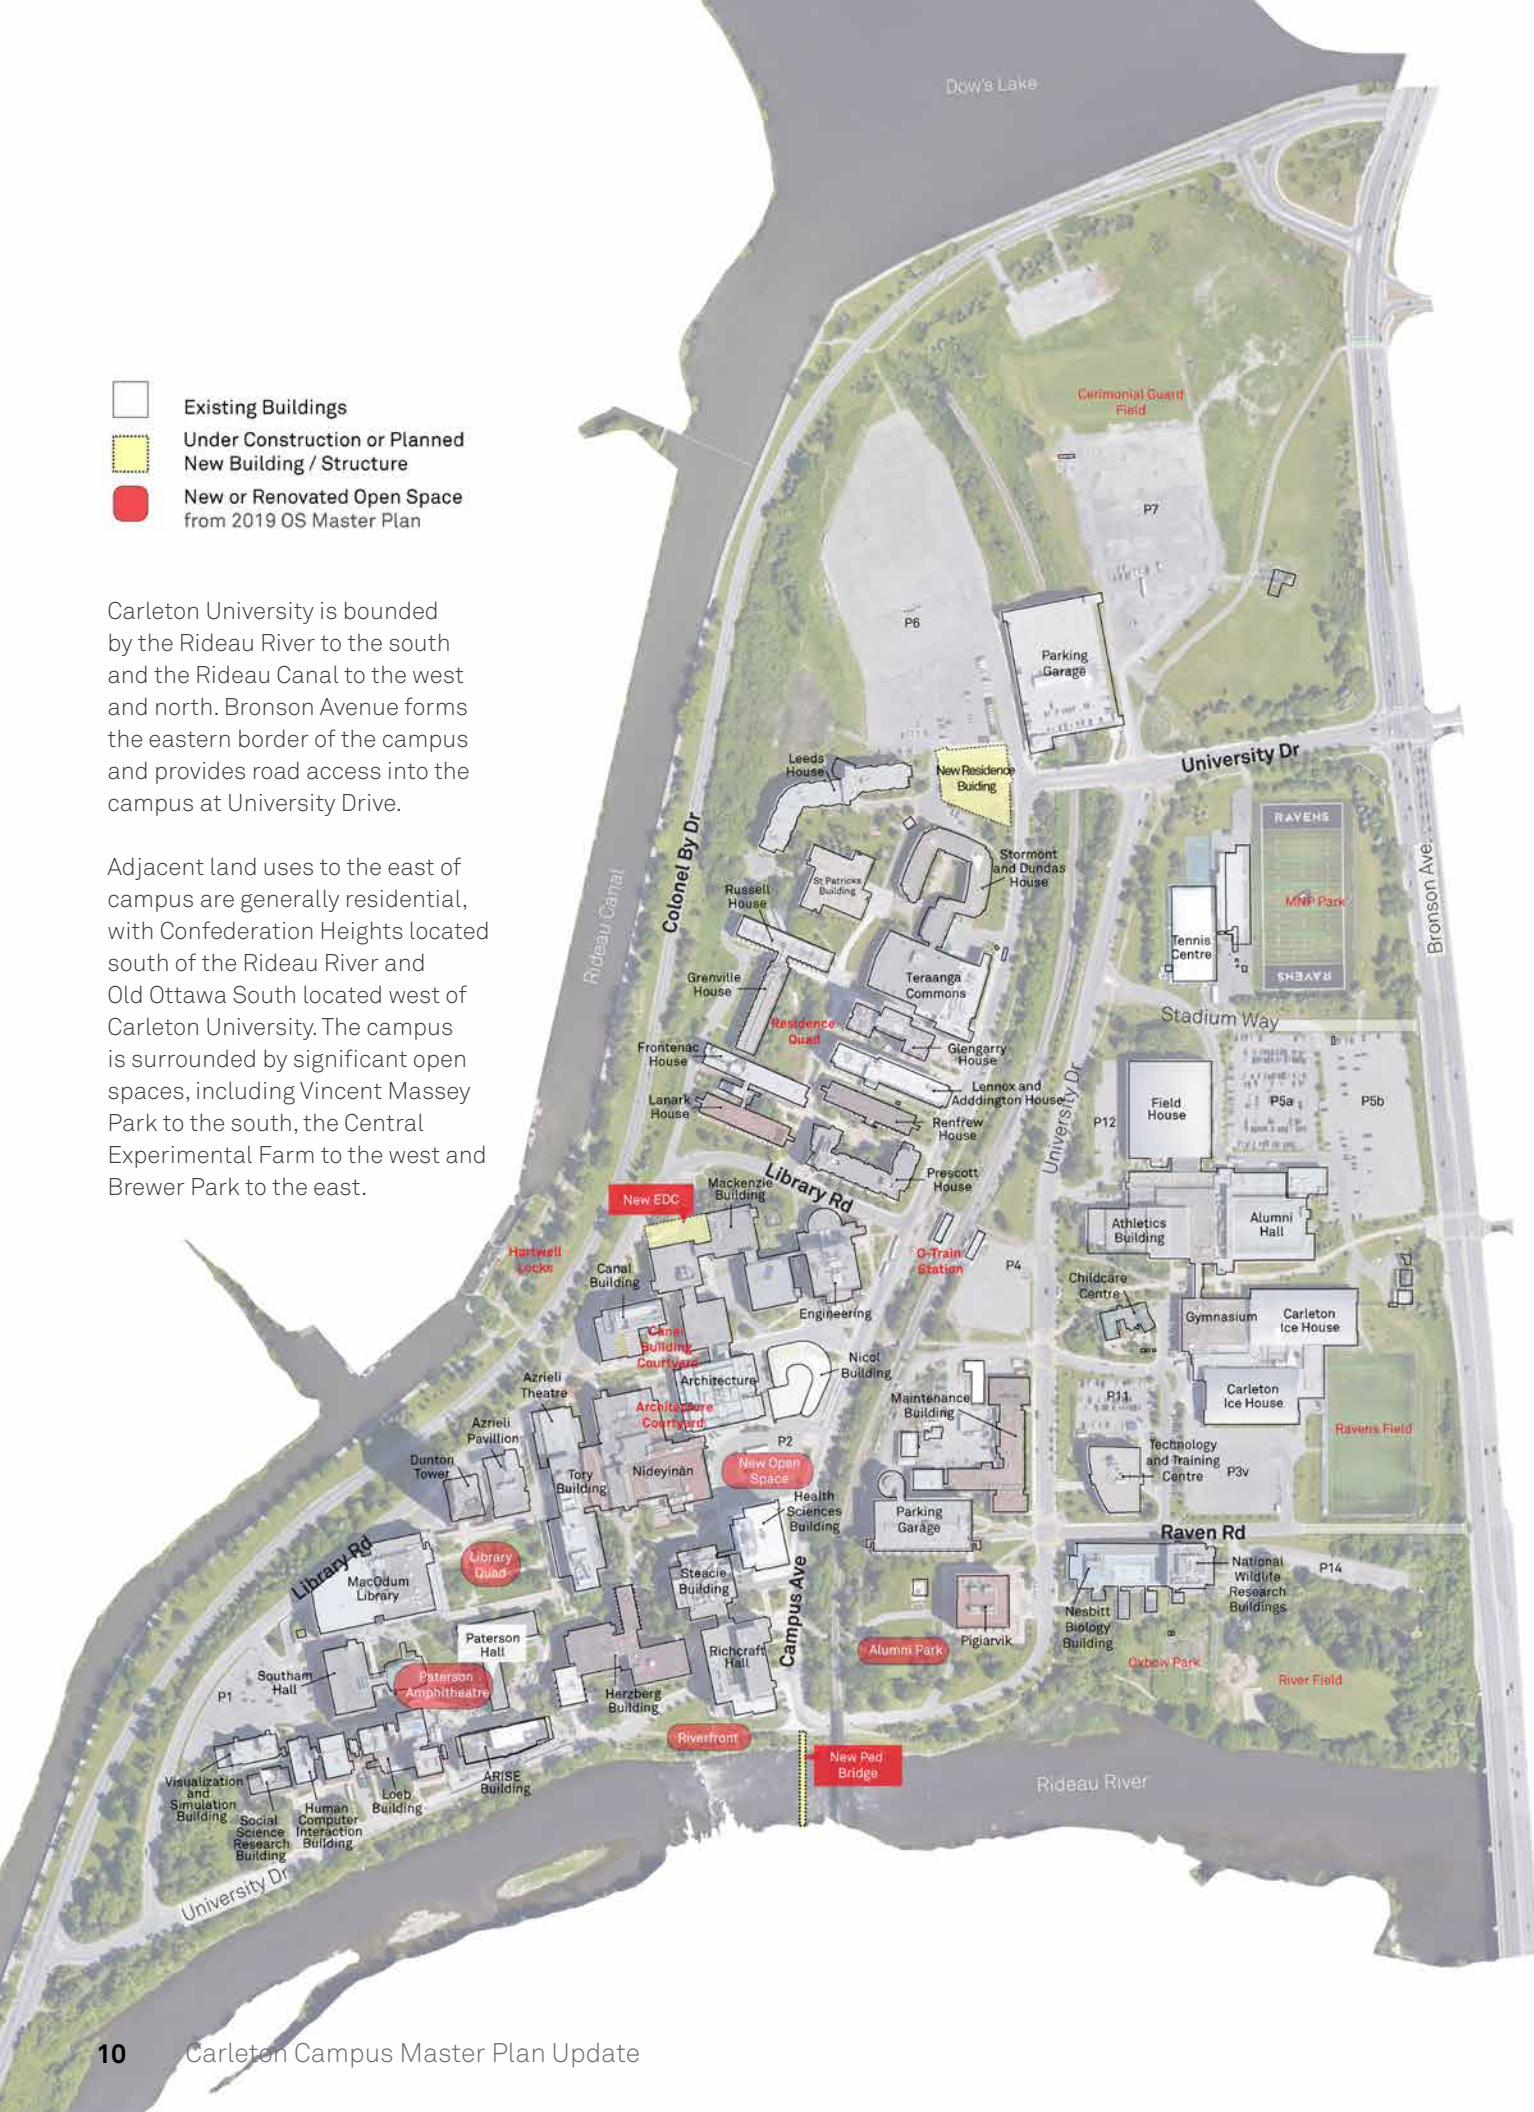 Dow's Lake
Existing Buildings
Under Construction or Planned
New Building / Structure
New or Renovated Open Space
from 2019 OS Master Plan
Carleton University is bounded
by the Rideau River to the south
and the Rideau Canal to the west
and north. Bronson Avenue forms
the eastern border of the campus
and provides road access into the
campus at University Drive.
Adjacent land uses to the east of
campus are generally residential,
with Confederation Heights located
south of the Rideau River and
Old Ottawa South located west of
Carleton University. The campus
is surrounded by significant open
spaces, including Vincent Massey
Park to the south, the Central
Experimental Farm to the west and
Brewer Park to the east.
Cerimonial Guard
Field
P7
P6
Parking
Garage
University Dr
Leeds
House
New Residence
Buiding
RAVENS
Colonel By Dr
Stormont
and Dundas
House
St Patricks
Building
Russell
House
MNP Park
Bronson Ave.
Rideau Canal
Tennis
Centre
RAVENS
Grenville
House
Teraanga
Commons
Stadium Way
Residence
Quad
Frontenac
House
Glengarry
House
Lennox and
Adddington House
Lanark
House
Renfrew
House
University Dr
P12
Field
House
P5a
P5b
Library Rd
Prescott
House
Mackenzie
Building
New EDC
Athletics
Building
Alumni
Hall
Hartwell
Locks
Canal
Building
O-Train
Station
P4
Childcare
Centre
Engineering
Gymnasium
Carleton
Ice House
Canal
Building
Courtyard
Nicol
Building
Azrieli
Theatre
Architecture
Architecture
Courtyard
Maintenance
Building
P11
Carleton
Ice House
Ravens Field
Azrieli
Pavillion
P2
Dunton
Tower
Tory
Building
Nideyinàn
New Open
Space
Technology
and Training
Centre
P3v
Health
Sciences
Building
Parking
Garage
Raven Rd
Library Rd
MacOdum
Library
Library
Quad
Steacie
Building
Campus Ave
National
Wildlife
Research
Buildings
P14
Nesbitt
Biology
Building
Paterson
Hall
Richcraft
Hall
Alumni Park
Pigiarvik
Oxbow Park
River Field
Southam
Hall
P1
Paterson
Amphitheatre
Herzberg
Building
Riverfront
New Ped
Bridge
Rideau River
Visualization
and
Simulation
Building
Social
Science
Research
Building
Human
Computer
Interaction
Building
Loeb
Building
ARISE
Building
University Dr
10 Carleton Campus Master Plan Update